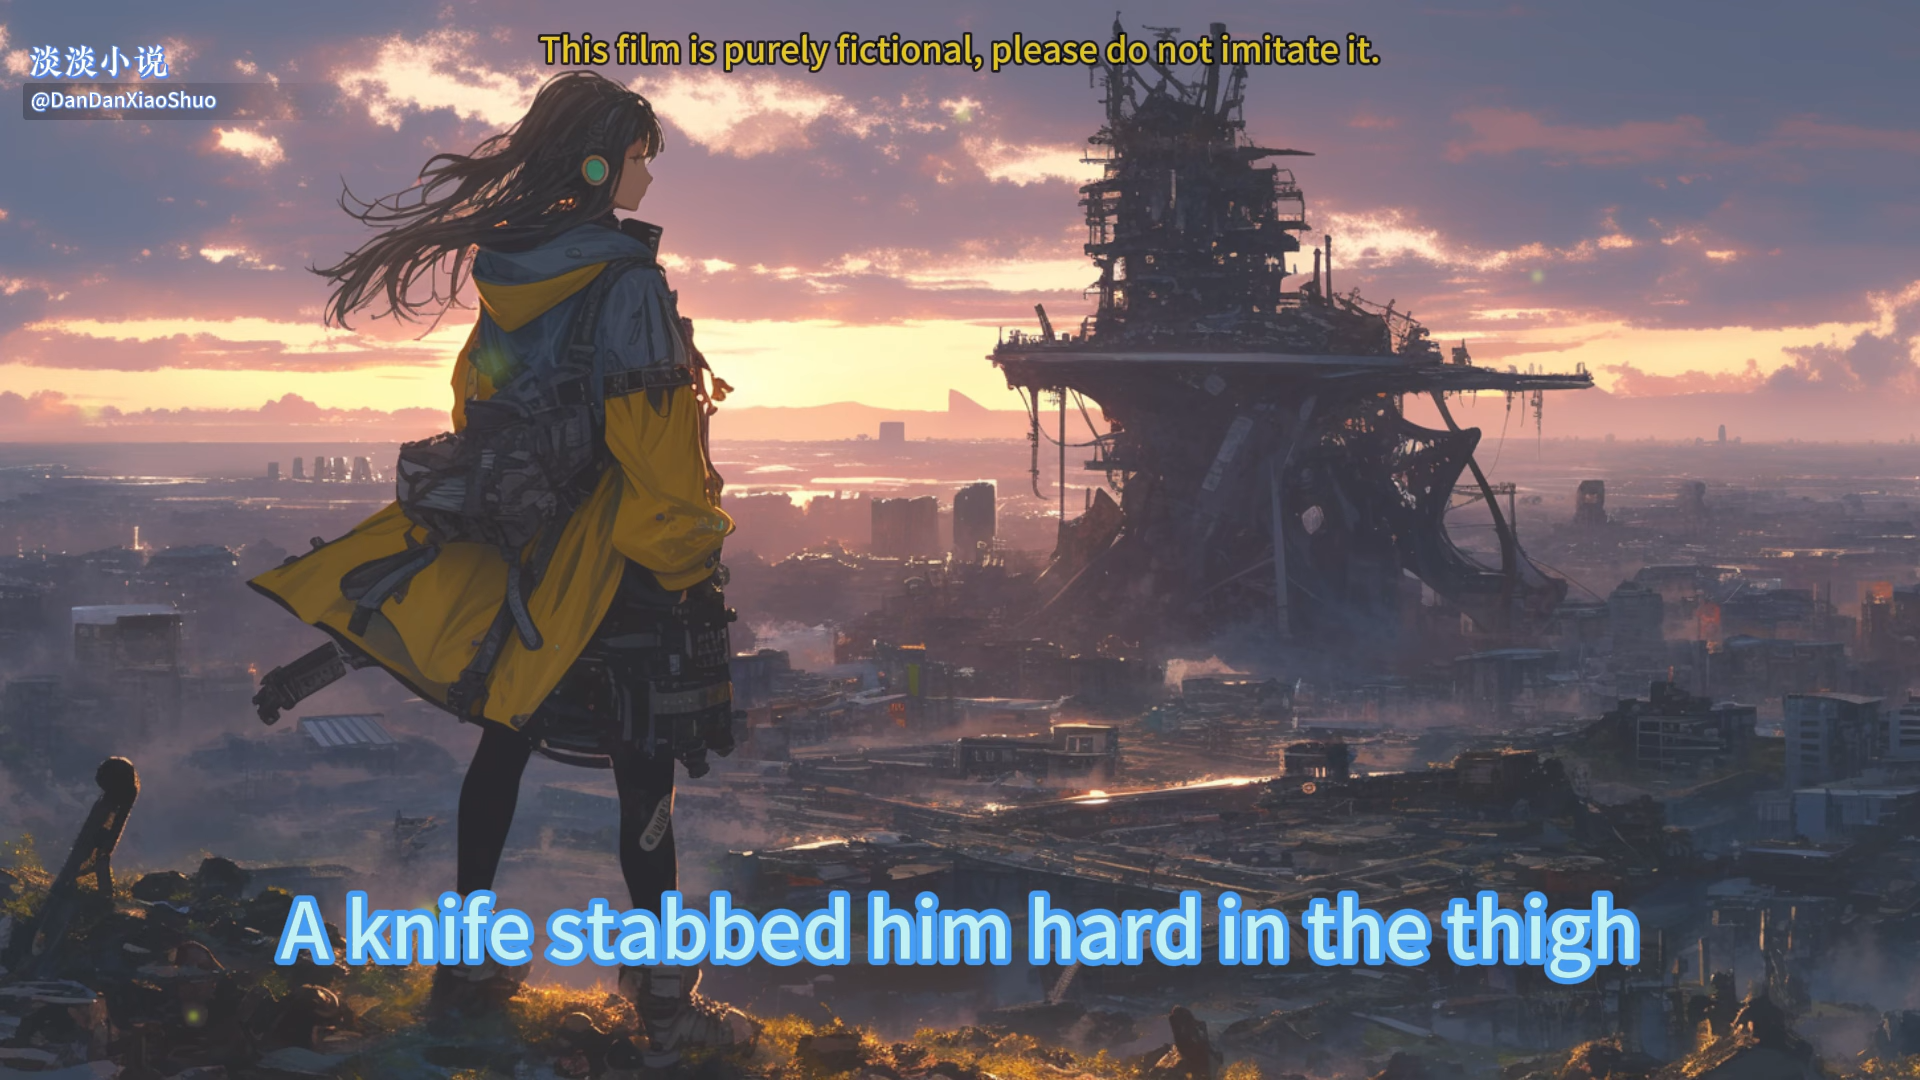 This film is purely fictional, please do not imitate it.
淡淡小说
@DanDanXiaoShuo
A knife stabbed him hard in the thigh